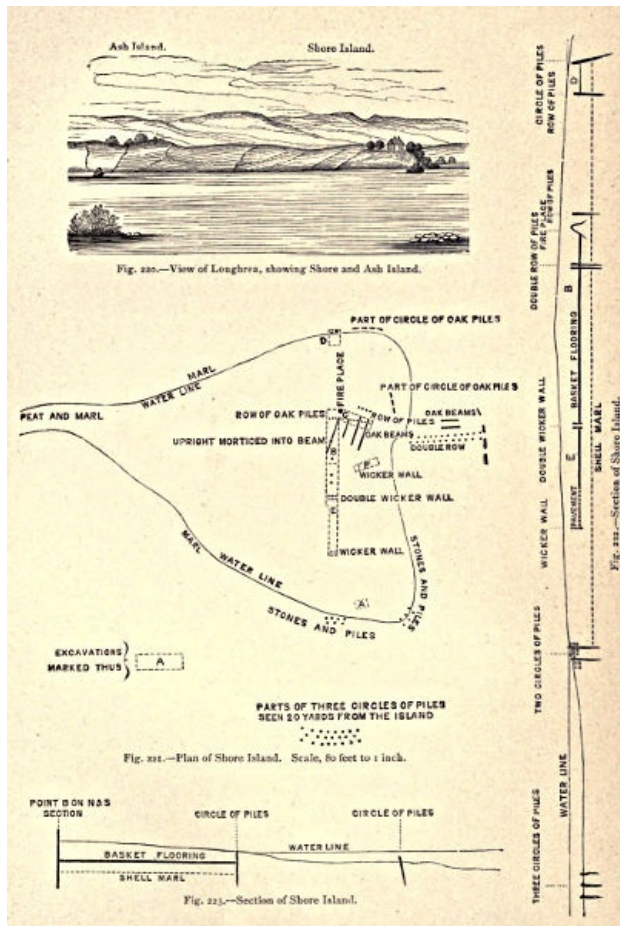 Ash Island. Shore Island.
Fig. 220.—View of Loughrea, showing Shore and Ash Island.
PART OF CIRCLE OF OAK PILES
D
MARL
WATER LINE
FIRE PLACE
PEAT AND MARL
PART OF CIRCLE OF OAK PILES
ROW OF OAK PILES
ROW OF PILES
OAK BEAMS
UPRIGHT MORTICED INTO BEAM
OAK BEAMS
DOUBLE ROW
B
WICKER WALL
DOUBLE WICKER WALL
E
WICKER WALL
MARL
WATER LINE
A
STONES AND PILES
STONES AND PILES
EXCAVATIONS
MARKED THUS
A
PARTS OF THREE CIRCLES OF PILES
SEEN 20 YARDS FROM THE ISLAND
Fig. 221.—Plan of Shore Island. Scale, 80 feet to 1 inch.
POINT B ON N & S
SECTION
CIRCLE OF PILES
CIRCLE OF PILES
WATER LINE
BASKET FLOORING
SHELL MARL
Fig. 223.—Section of Shore Island.
CIRCLE OF PILES
ROW OF PILES
D
DOUBLE ROW OF PILES
FIRE PLACE
ROW OF PILES
B
BASKET FLOORING
DOUBLE WICKER WALL
E
SHELL MARL
PAVEMENT
WICKER WALL
TWO CIRCLES OF PILES
WATER LINE
THREE CIRCLES OF PILES
Fig. 222.—Section of Shore Island.